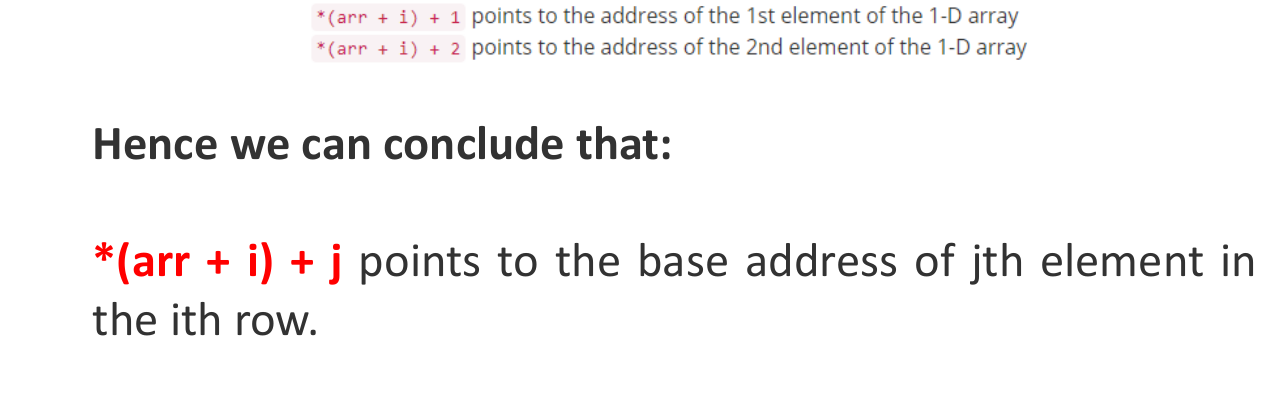 *(arr + i) + 1 points to the address of the 1st element of the 1-D array
*(arr + i) + 2 points to the address of the 2nd element of the 1-D array
Hence we can conclude that:
*(arr + i) + j points to the base address of jth element in
the ith row.